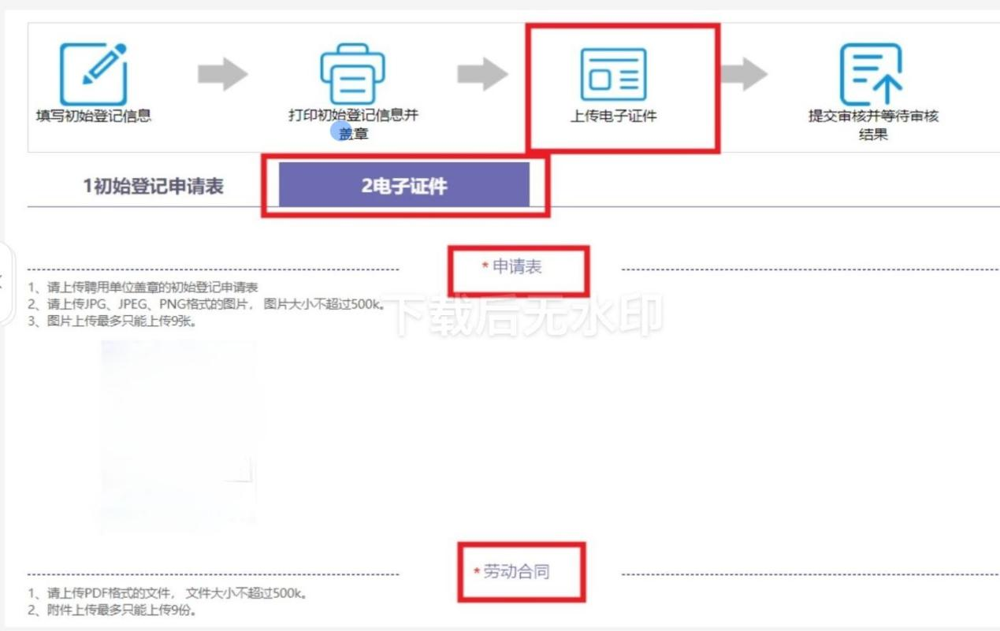 填写初始登记信息
打印初始登记信息并
盖章
上传电子证件
提交审核并等待审核
结果
1初始登记申请表
2电子证件
*申请表
1、请上传聘用单位盖章的初始登记申请表
2、请上传JPG、JPEG、PNG格式的图片， 图片大小不超过500k。
3、图片上传最多只能上传9张。
下载后无水印
*劳动合同
1、请上传PDF格式的文件， 文件大小不超过500k。
2、附件上传最多只能上传9份。